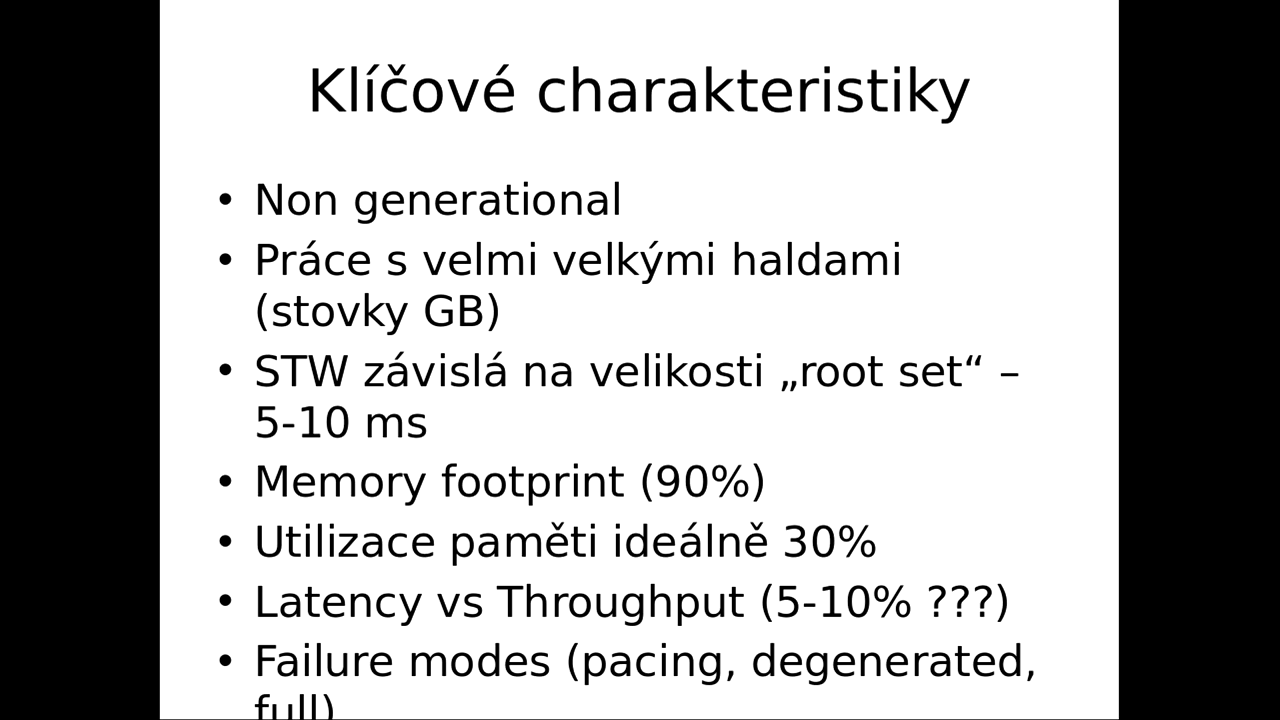 Klíčové charakteristiky
• Non generational
• Práce s velmi velkými haldami
(stovky GB)
• STW závislá na velikosti „root set“ –
5-10 ms
• Memory footprint (90%)
• Utilizace paměti ideálně 30%
• Latency vs Throughput (5-10% ???)
• Failure modes (pacing, degenerated,
full)